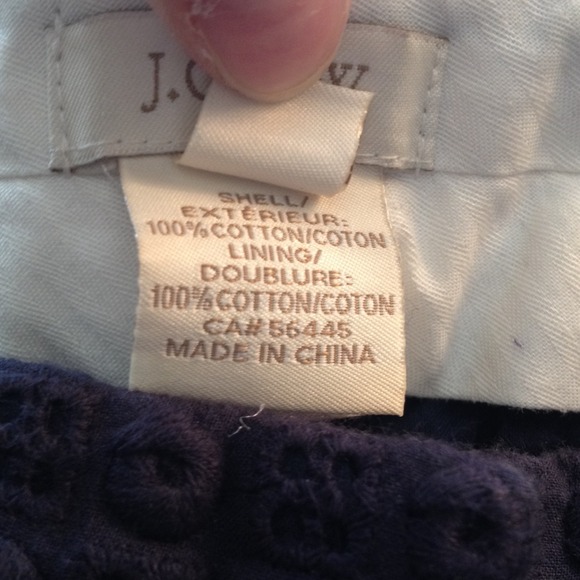 SHELL/
EXTÉRIEUR:
100% COTTON/COTON
LINING/
DOUBLURE:
100% COTTON/COTON
CA# 56445
MADE IN CHINA